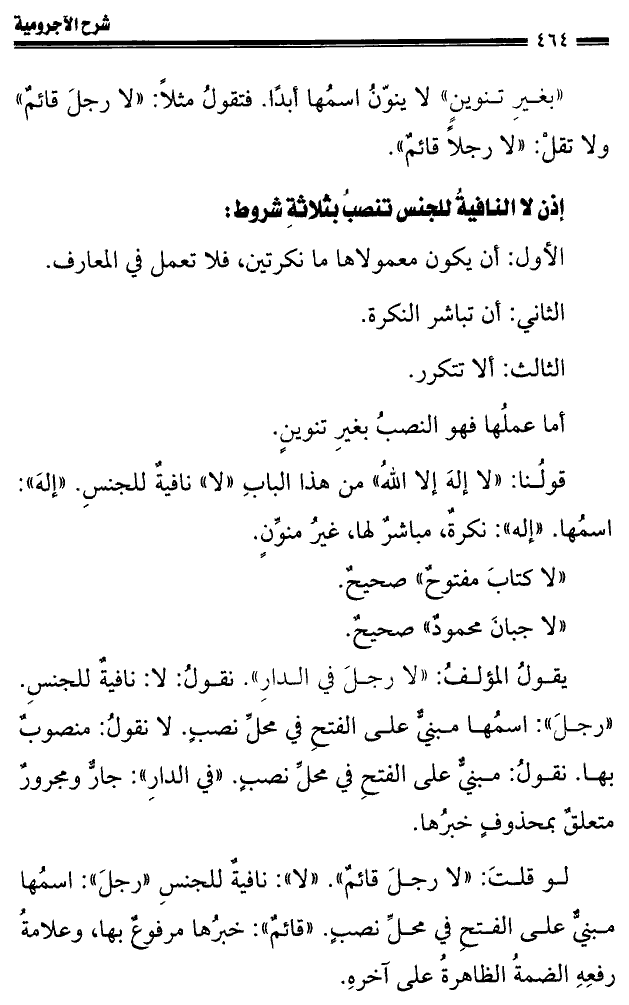 شرح الآجرومية
٤٦٤
«بغيرِ تنوينٍ» لا ينوّنُ اسمُها أبدًا. فتقولُ مثلاً: «لا رجلَ قائمٌ»
ولا تقلْ: «لا رجلاً قائمٌ».
إذن لا النافيةُ للجنس تنصبُ بثلاثةِ شروط:
الأول: أن يكون معمولاها ما نكرتين، فلا تعمل في المعارف.
الثاني: أن تباشر النكرة.
الثالث: ألا تتكرر.
أما عملُها فهو النصبُ بغيرِ تنوينٍ.
قولُنا: «لا إلهَ إلا اللهُ» من هذا البابِ «لا» نافيةٌ للجنسِ. «إلهَ»:
اسمُها. «إله»: نكرةٌ، مباشرٌ لها، غيرُ منوِّنٍ.
«لا كتابَ مفتوحٌ» صحيحٌ.
«لا جبانَ محمودٌ» صحيحٌ.
يقولُ المؤلفُ: «لا رجلَ في الدارِ». نقولُ: لا: نافيةٌ للجنسِ.
«رجلَ»: اسمُها مبنيٌّ على الفتحِ في محلِّ نصبٍ. لا نقولُ: منصوبٌ
بها. نقولُ: مبنيٌّ على الفتحِ في محلِّ نصبٍ. «في الدارِ»: جارٌّ ومجرورٌ
متعلقٌ بمحذوفٍ خبرُها.
لو قلتَ: «لا رجلَ قائمٌ». «لا»: نافيةٌ للجنسِ «رجلَ»: اسمُها
مبنيٌّ على الفتحِ في محلِّ نصبٍ. «قائمٌ»: خبرُها مرفوعٌ بها، وعلامةُ
رفعِهِ الضمةُ الظاهرةُ على آخرِهِ.